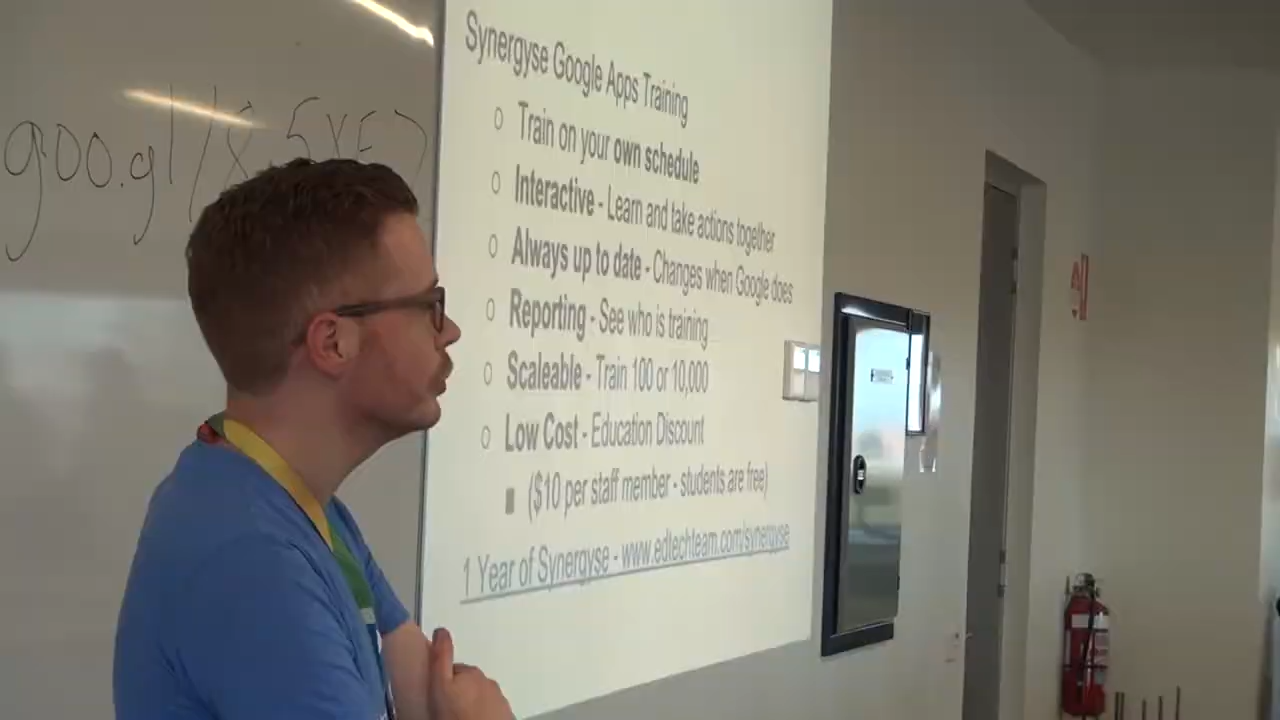 goo.gl/
Synergyse Google Apps Training
Train on your own schedule
Interactive - Learn and take actions together
Always up to date - Changes when Google does
Reporting - See who is training
Scaleable - Train 100 or 10,000
Low Cost - Education Discount
($10 per staff member - students are free)
1 Year of Synergyse - www.edtechteam.com/synergyse